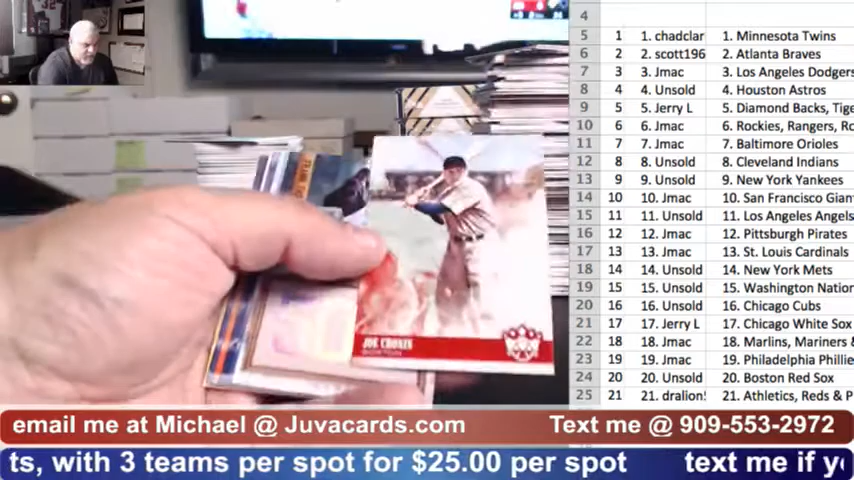 4
5 1 1. chadclar 1. Minnesota Twins
6 2 2. scott196 2. Atlanta Braves
7 3 3. Jmac 3. Los Angeles Dodgers
8 4 4. Unsold 4. Houston Astros
9 5 5. Jerry L 5. Diamond Backs, Tige
10 6 6. Jmac 6. Rockies, Rangers, Ro
11 7 7. Jmac 7. Baltimore Orioles
12 8 8. Unsold 8. Cleveland Indians
13 9 9. Unsold 9. New York Yankees
14 10 10. Jmac 10. San Francisco Gian
15 11 11. Unsold 11. Los Angeles Angels
16 12 12. Jmac 12. Pittsburgh Pirates
17 13 13. Jmac 13. St. Louis Cardinals
18 14 14. Unsold 14. New York Mets
19 15 15. Unsold 15. Washington Nation
20 16 16. Unsold 16. Chicago Cubs
21 17 17. Jerry L 17. Chicago White Sox
22 18 18. Jmac 18. Marlins, Mariners &
23 19 19. Jmac 19. Philadelphia Phillie
24 20 20. Unsold 20. Boston Red Sox
25 21 21. dralion! 21. Athletics, Reds & P
JOE CRONIN
BOSTON
email me at Michael @ Juvacards.com Text me @ 909-553-2972
ts, with 3 teams per spot for $25.00 per spot text me if y